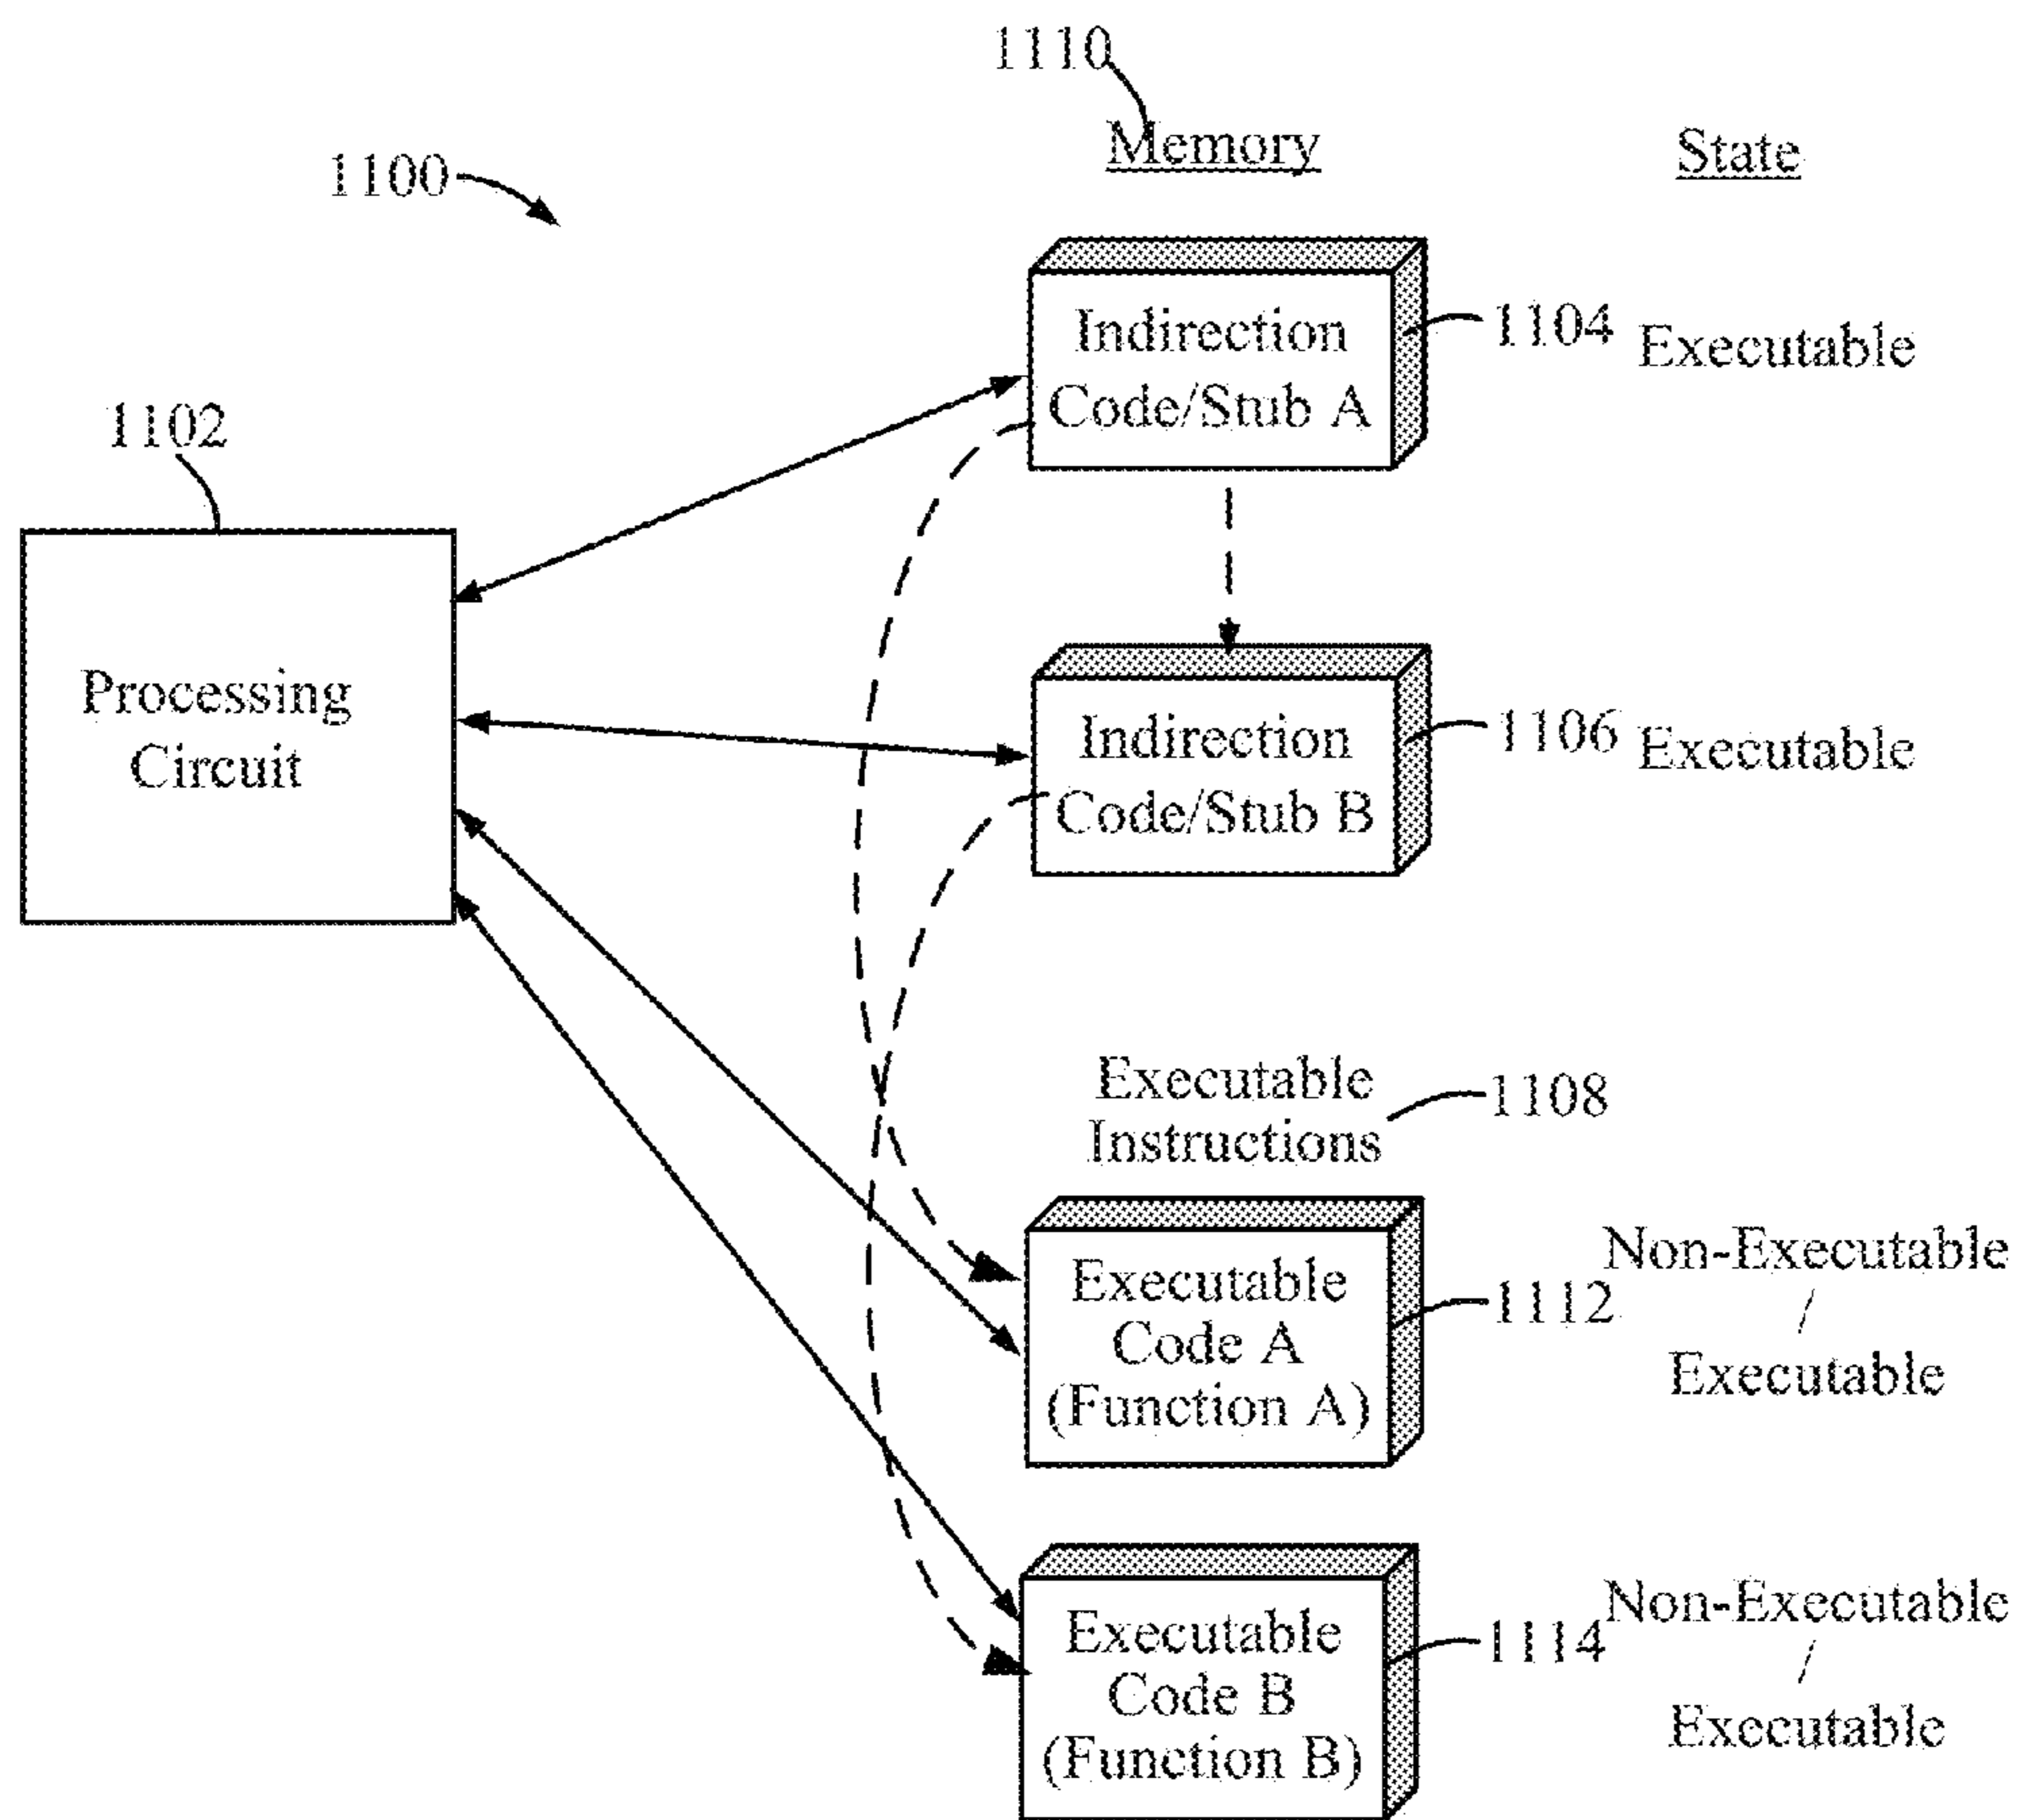 1110
Memory
State
1100
Indirection
Code/Stub A
1104
Executable
1102
Processing
Circuit
Indirection
Code/Stub B
1106
Executable
Executable
Instructions
1108
Executable
Code A
(Function A)
1112
Non-Executable
/
Executable
Executable
Code B
(Function B)
1114
Non-Executable
/
Executable